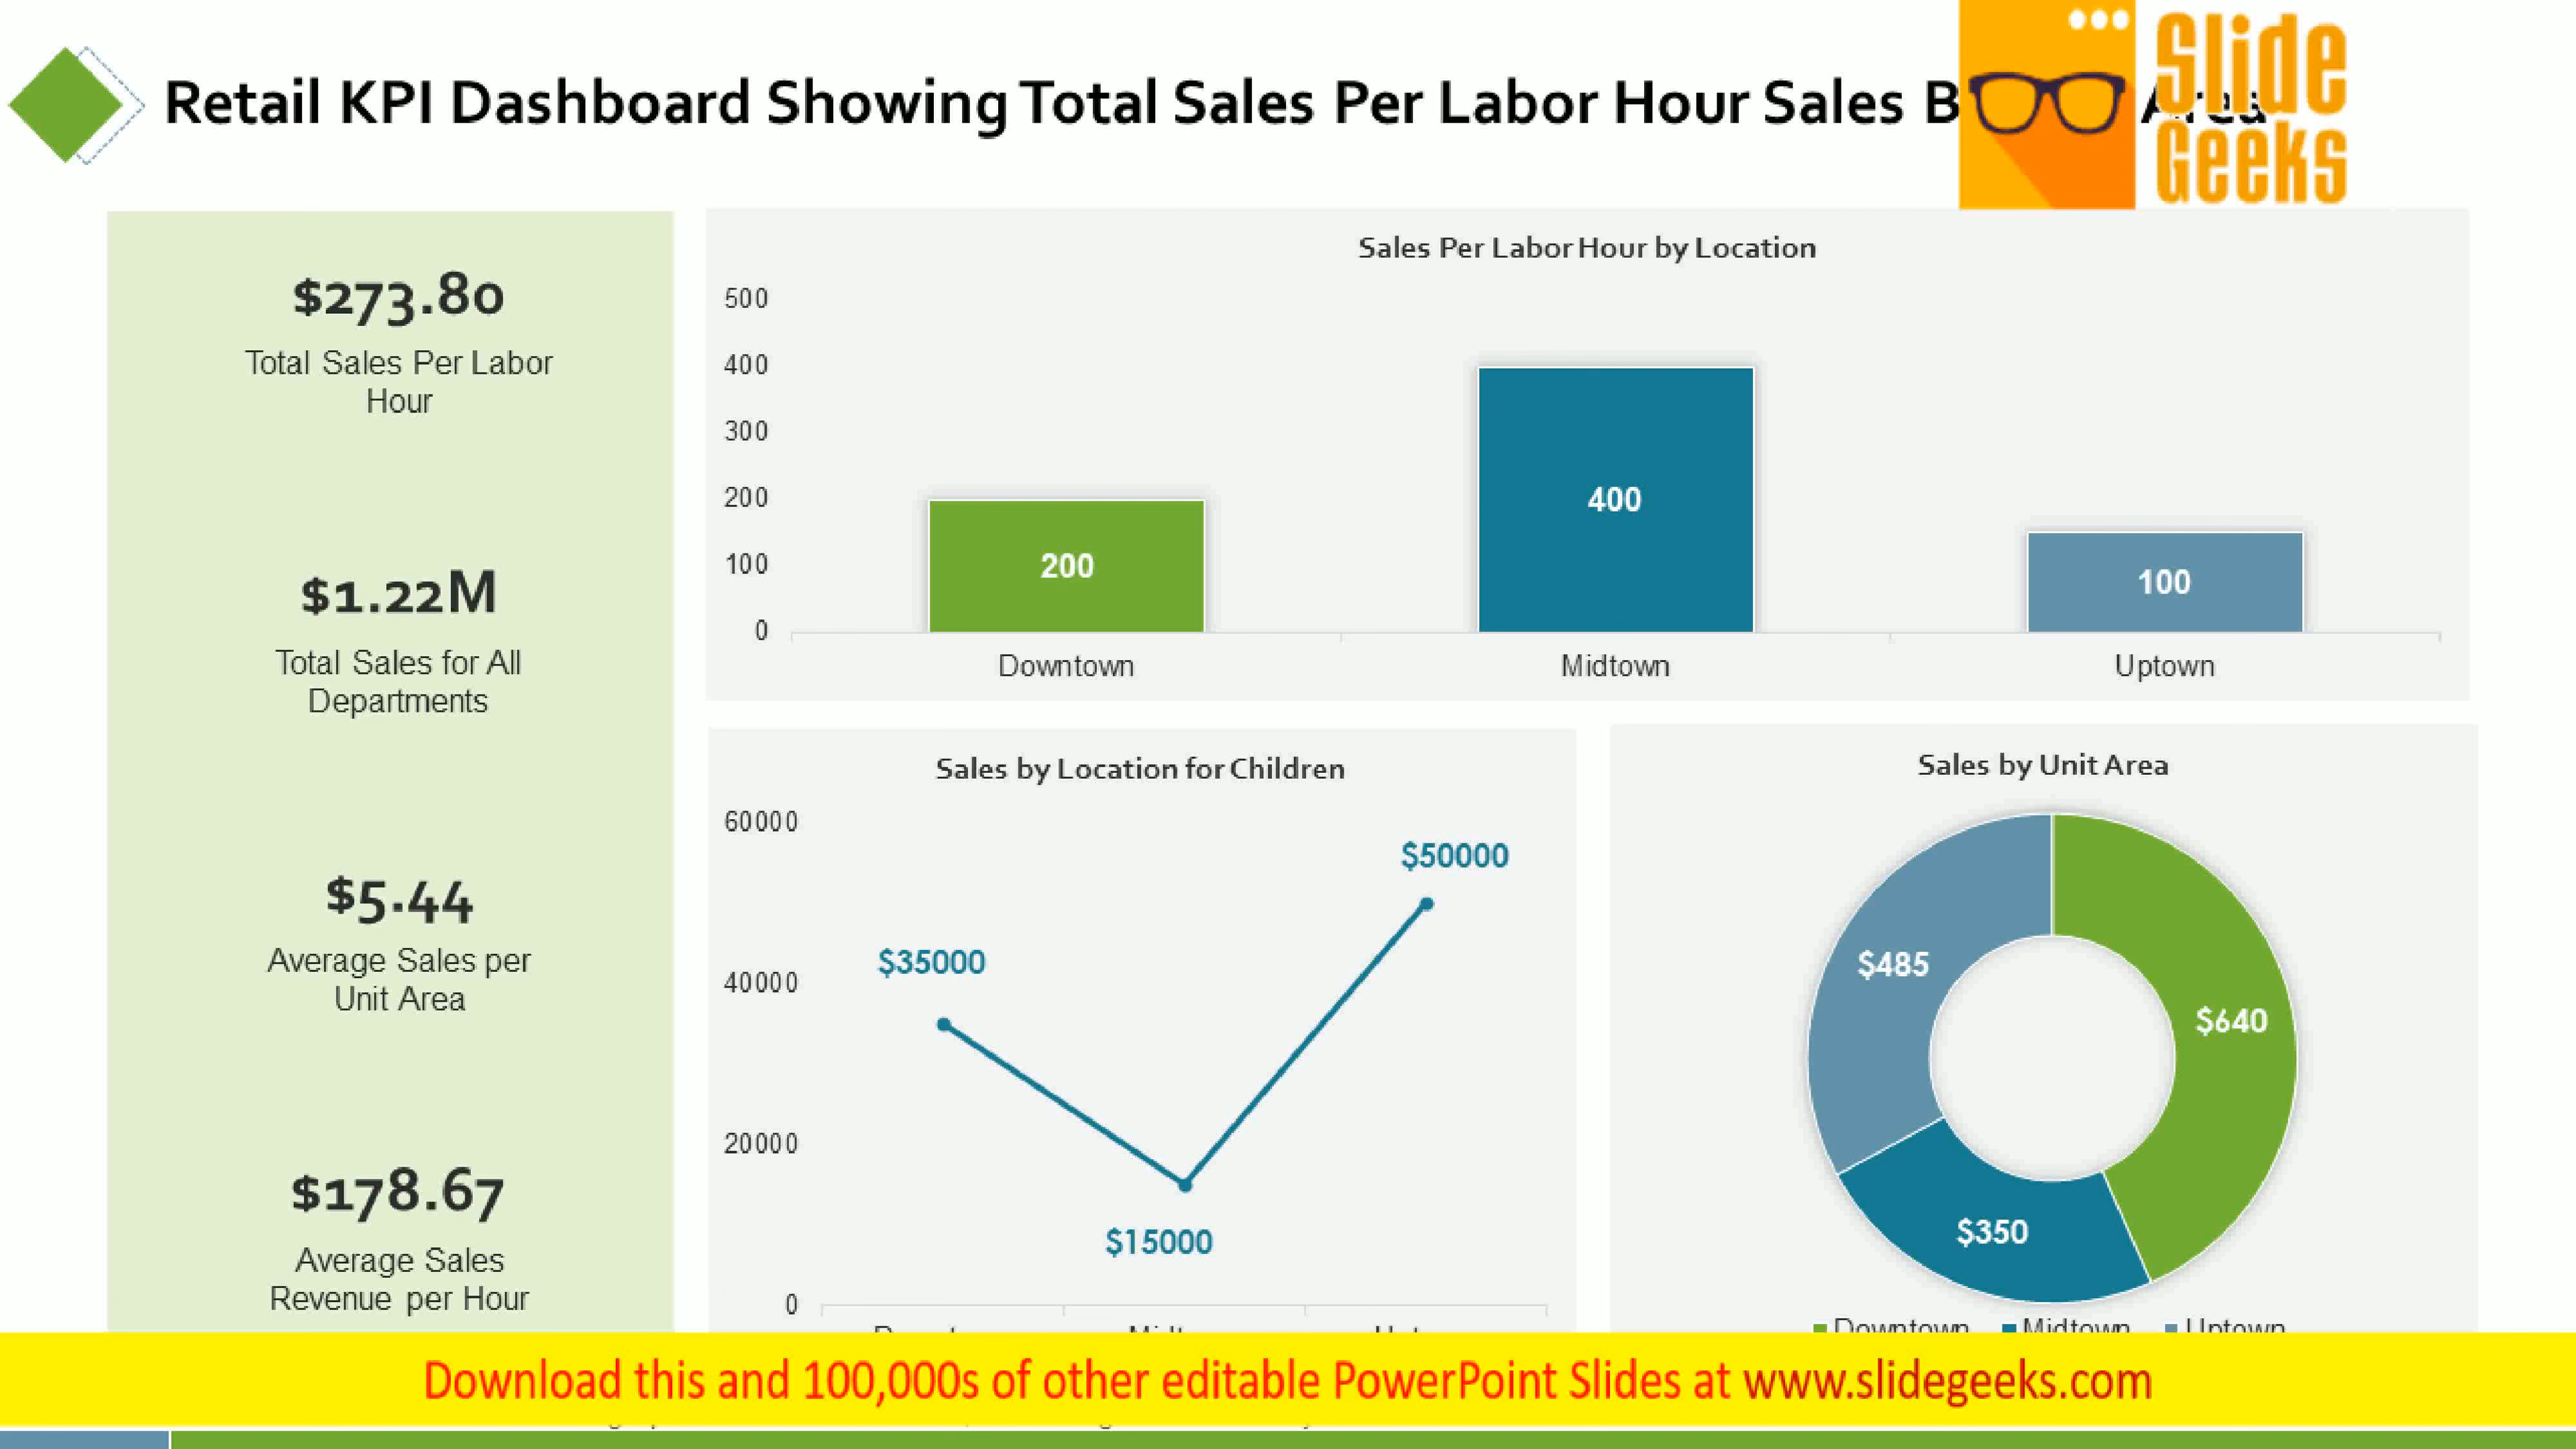 Retail KPI Dashboard Showing Total Sales Per Labor Hour Sales
Slide
Geeks
$273.80
Total Sales Per Labor
Hour
$1.22M
Total Sales for All
Departments
$5.44
Average Sales per
Unit Area
$178.67
Average Sales
Revenue per Hour
Sales Per Labor Hour by Location
500
400
300
200
100
0
200
400
100
Downtown Midtown Uptown
Sales by Location for Children
60000
40000
20000
0
$35000
$15000
$50000
Sales by Unit Area
$485
$640
$350
Downtown Midtown Uptown
Download this and 100,000s of other editable PowerPoint Slides at www.slidegeeks.com